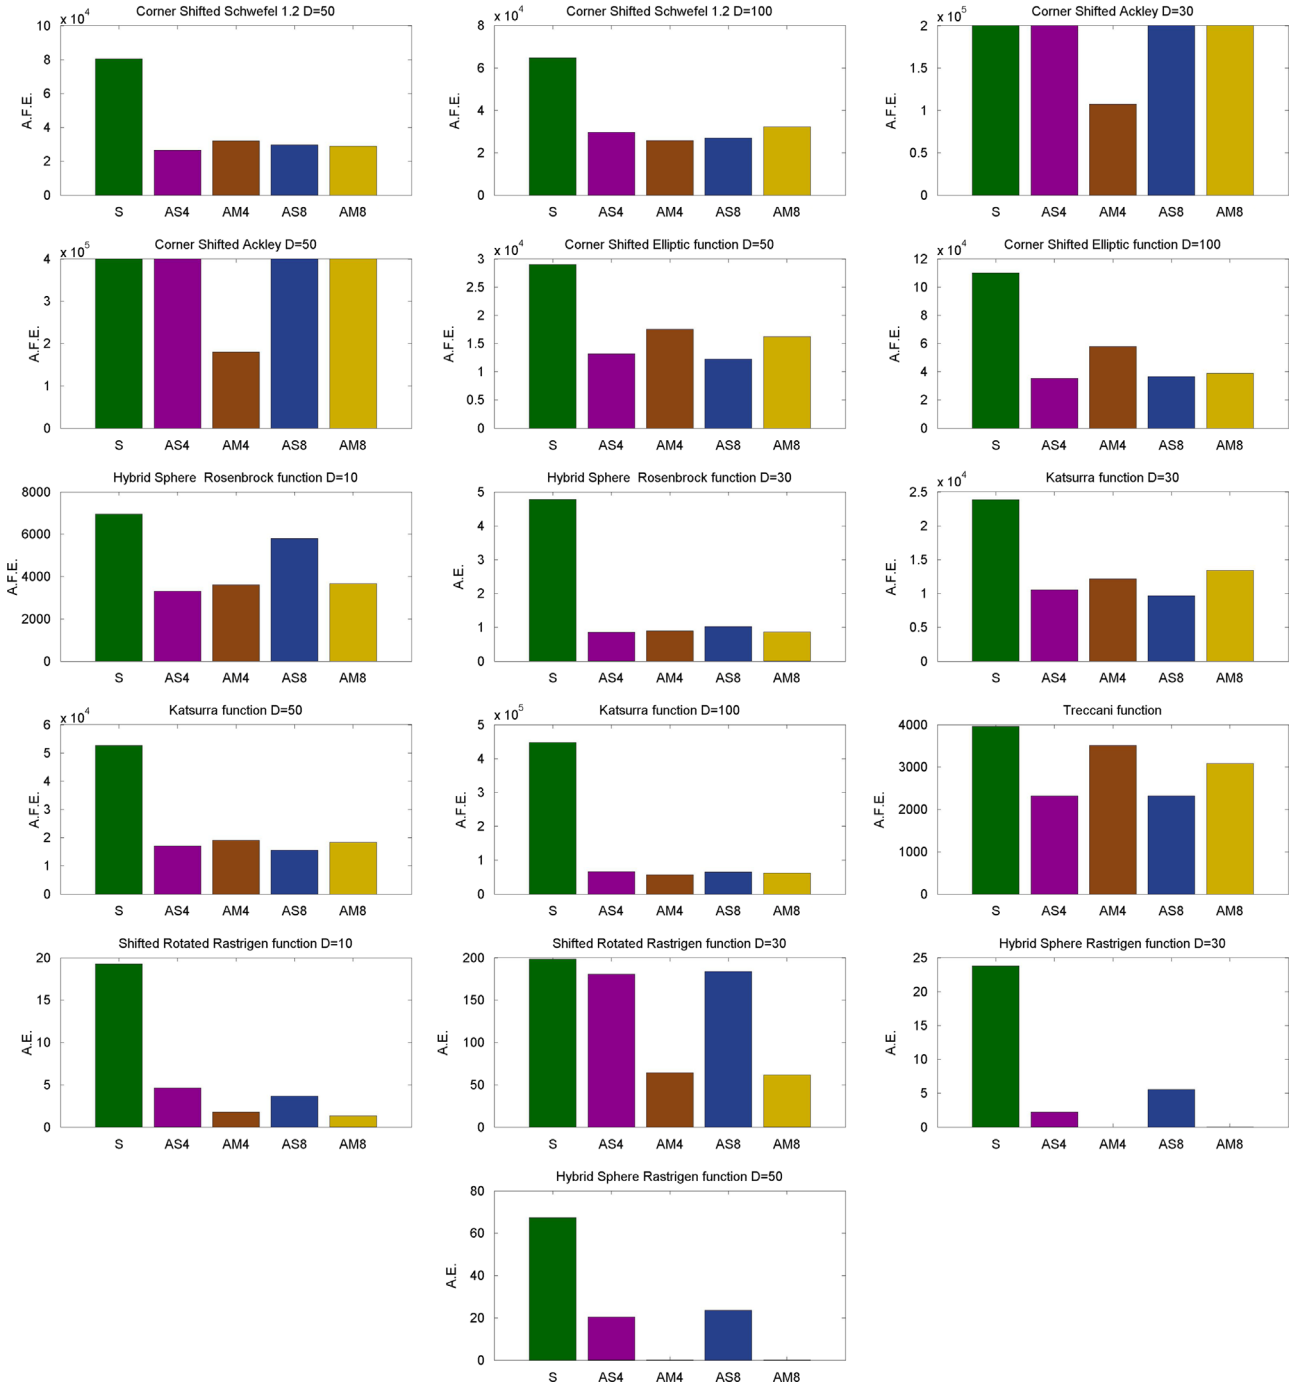 Corner Shifted Schwefel 1.2 D=50
x 10^4
A.F.E.
10
8
6
4
2
0
S AS4 AM4 AS8 AM8
Corner Shifted Schwefel 1.2 D=100
x 10^4
A.F.E.
8
6
4
2
0
S AS4 AM4 AS8 AM8
Corner Shifted Ackley D=30
x 10^5
A.F.E.
2
1.5
1
0.5
0
S AS4 AM4 AS8 AM8
Corner Shifted Ackley D=50
x 10^5
A.F.E.
4
3
2
1
0
S AS4 AM4 AS8 AM8
Corner Shifted Elliptic function D=50
x 10^4
A.F.E.
3
2.5
2
1.5
1
0.5
0
S AS4 AM4 AS8 AM8
Corner Shifted Elliptic function D=100
x 10^4
A.F.E.
12
10
8
6
4
2
0
S AS4 AM4 AS8 AM8
Hybrid Sphere Rosenbrock function D=10
A.F.E.
8000
6000
4000
2000
0
S AS4 AM4 AS8 AM8
Hybrid Sphere Rosenbrock function D=30
A.E.
5
4
3
2
1
0
S AS4 AM4 AS8 AM8
Katsurra function D=30
x 10^4
A.F.E.
2.5
2
1.5
1
0.5
0
S AS4 AM4 AS8 AM8
Katsurra function D=50
x 10^4
A.F.E.
6
5
4
3
2
1
0
S AS4 AM4 AS8 AM8
Katsurra function D=100
x 10^5
A.F.E.
5
4
3
2
1
0
S AS4 AM4 AS8 AM8
Treccani function
A.F.E.
4000
3000
2000
1000
0
S AS4 AM4 AS8 AM8
Shifted Rotated Rastrigen function D=10
A.E.
20
15
10
5
0
S AS4 AM4 AS8 AM8
Shifted Rotated Rastrigen function D=30
A.E.
200
150
100
50
0
S AS4 AM4 AS8 AM8
Hybrid Sphere Rastrigen function D=30
A.E.
25
20
15
10
5
0
S AS4 AM4 AS8 AM8
Hybrid Sphere Rastrigen function D=50
A.E.
80
60
40
20
0
S AS4 AM4 AS8 AM8